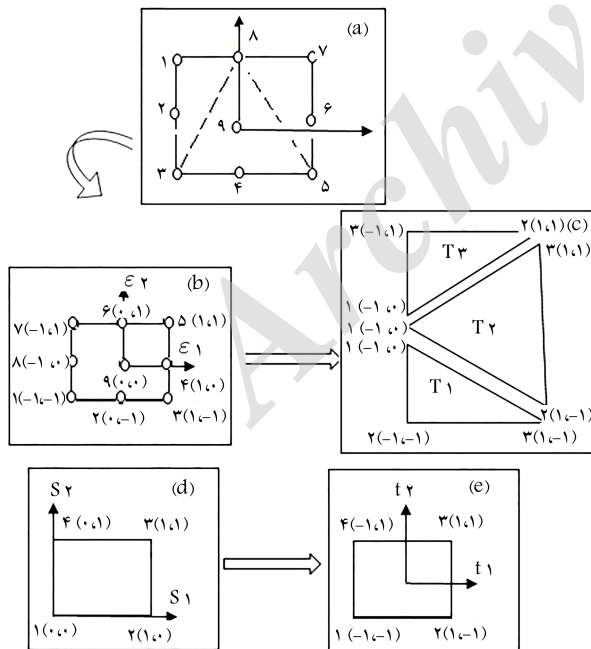 (a)
۸
۱
۷
۲
۹
۶
۳
۴
۵
Archiv
(b)
ε۲
۶(۰،۱)
۷(-۱،۱)
۵(۱،۱)
ε۱
۸(-۱،۰)
۹(۰،۰)
۴(۱،۰)
۱(-۱،-۱)
۲(۰،-۱)
۳(۱،-۱)
(c)
۳(-۱،۱)
۲(۱،۱)
T۳
۳(۱،۱)
۱(-۱،۰)
۱(-۱،۰)
T۲
۱(-۱،۰)
T۱
۲(۱،-۱)
۲(-۱،-۱)
۳(۱،-۱)
(d)
S۲
۴(۰،۱)
۳(۱،۱)
S۱
۱(۰،۰)
۲(۱،۰)
(e)
t۲
۴(-۱،۱)
۳(۱،۱)
t۱
۱(-۱،-۱)
۲(۱،-۱)